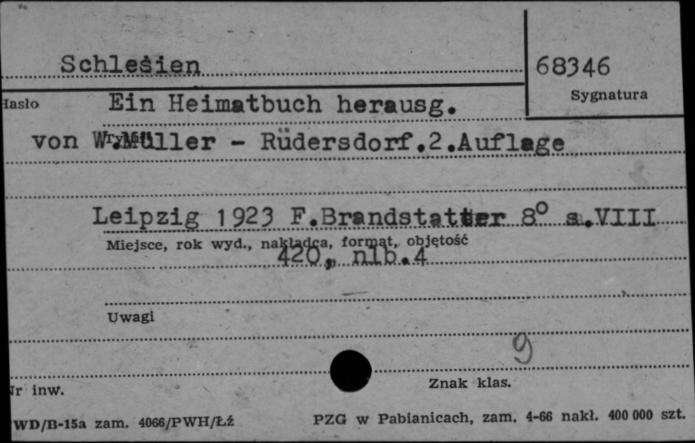 Schlesien
68346
Sygnatura
Hasło
Ein Heimatbuch herausg.
von W. Müller - Rüdersdorf.2.Auflage
Leipzig 1923 F.Brandstatter 8° s.VIII
Miejsce, rok wyd., nakładca, format, objętość
420, nlb.4
Uwagi
9
Nr inw.
Znak klas.
WD/B-15a zam. 4066/PWH/Łź
PZG w Pabianicach, zam. 4-66 nakł. 400 000 szt.